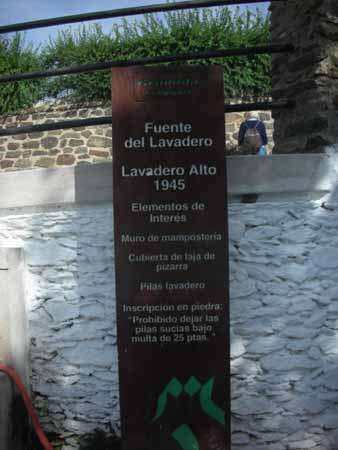 Fuente
del Lavadero
Lavadero Alto
1945
Elementos de
Interés
Muro de mampostería
Cubierta de laja de
pizarra
Pilas lavadero
Inscripción en piedra:
"Prohibido dejar las
pilas sucias bajo
multa de 25 ptas."